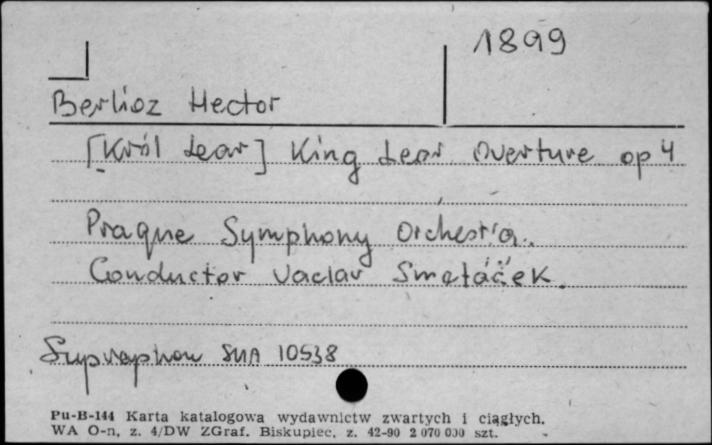 1899
Berlioz Hector
[Król Lear] King Lear. Overture op 4
Prague Symphony Orchestra.
Conductor Vaclav Smetáček.
Supraphon SUA 10538
Pu-B-144 Karta katalogowa wydawnictw zwartych i ciągłych.
WA O-n, z. 4/DW ZGraf. Biskupiec, z. 42-90 2 070 000 szt.